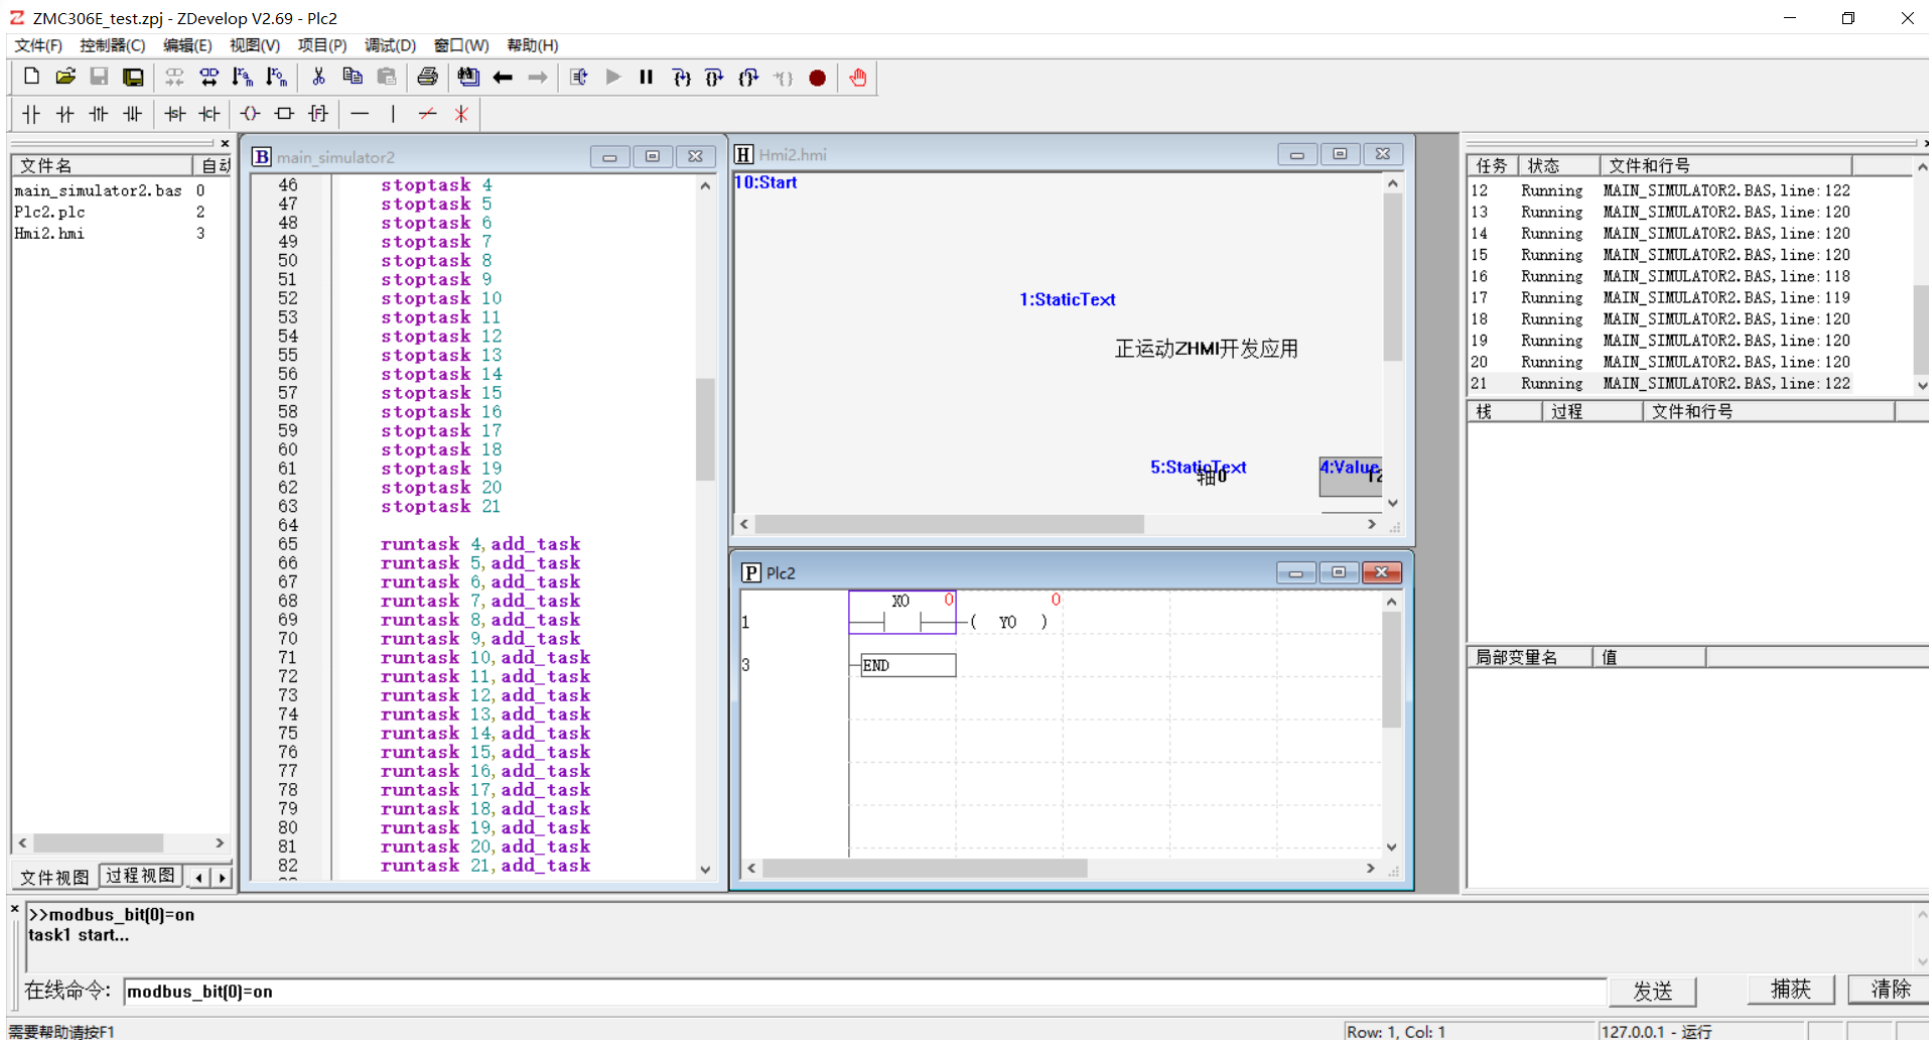 ZMC306E_test.zpj - ZDevelop V2.69 - Plc2
文件(F) 控制器(C) 编辑(E) 视图(V) 项目(P) 调试(D) 窗口(W) 帮助(H)
文件名 自动
main_simulator2.bas 0
Plc2.plc 2
Hmi2.hmi 3
文件视图 过程视图
B main_simulator2
46 stoptask 4
47 stoptask 5
48 stoptask 6
49 stoptask 7
50 stoptask 8
51 stoptask 9
52 stoptask 10
53 stoptask 11
54 stoptask 12
55 stoptask 13
56 stoptask 14
57 stoptask 15
58 stoptask 16
59 stoptask 17
60 stoptask 18
61 stoptask 19
62 stoptask 20
63 stoptask 21
64
65 runtask 4,add_task
66 runtask 5,add_task
67 runtask 6,add_task
68 runtask 7,add_task
69 runtask 8,add_task
70 runtask 9,add_task
71 runtask 10,add_task
72 runtask 11,add_task
73 runtask 12,add_task
74 runtask 13,add_task
75 runtask 14,add_task
76 runtask 15,add_task
77 runtask 16,add_task
78 runtask 17,add_task
79 runtask 18,add_task
80 runtask 19,add_task
81 runtask 20,add_task
82 runtask 21,add_task
H Hmi2.hmi
10:Start
1:StaticText
正运动ZHMI开发应用
5:StaticText 4:Value
轴0 12
P Plc2
X0 0 0
1 ( Y0 )
3 END
任务 状态 文件和行号
12 Running MAIN_SIMULATOR2.BAS,line:122
13 Running MAIN_SIMULATOR2.BAS,line:120
14 Running MAIN_SIMULATOR2.BAS,line:120
15 Running MAIN_SIMULATOR2.BAS,line:120
16 Running MAIN_SIMULATOR2.BAS,line:118
17 Running MAIN_SIMULATOR2.BAS,line:119
18 Running MAIN_SIMULATOR2.BAS,line:120
19 Running MAIN_SIMULATOR2.BAS,line:120
20 Running MAIN_SIMULATOR2.BAS,line:120
21 Running MAIN_SIMULATOR2.BAS,line:122
栈 过程 文件和行号
局部变量名 值
>>modbus_bit(0)=on
task1 start...
在线命令: modbus_bit(0)=on 发送 捕获 清除
需要帮助请按F1 Row: 1, Col: 1 127.0.0.1 - 运行